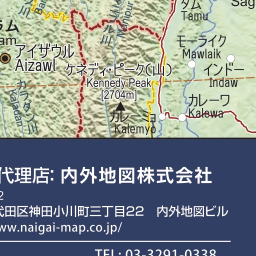 タム
Tamu
Sag
ラム
am
モーライク
Mawlaik
アイザウル
Aizawl
ケネディ・ピーク(山)
Kennedy Peak
[2704m]
インドー
Indaw
カレーミョ
Kalemyo
カレーワ
Kalewa
代理店: 内外地図株式会社
2
代田区神田小川町三丁目22 内外地図ビル
www.naigai-map.co.jp/
TEL: 03-3291-0338